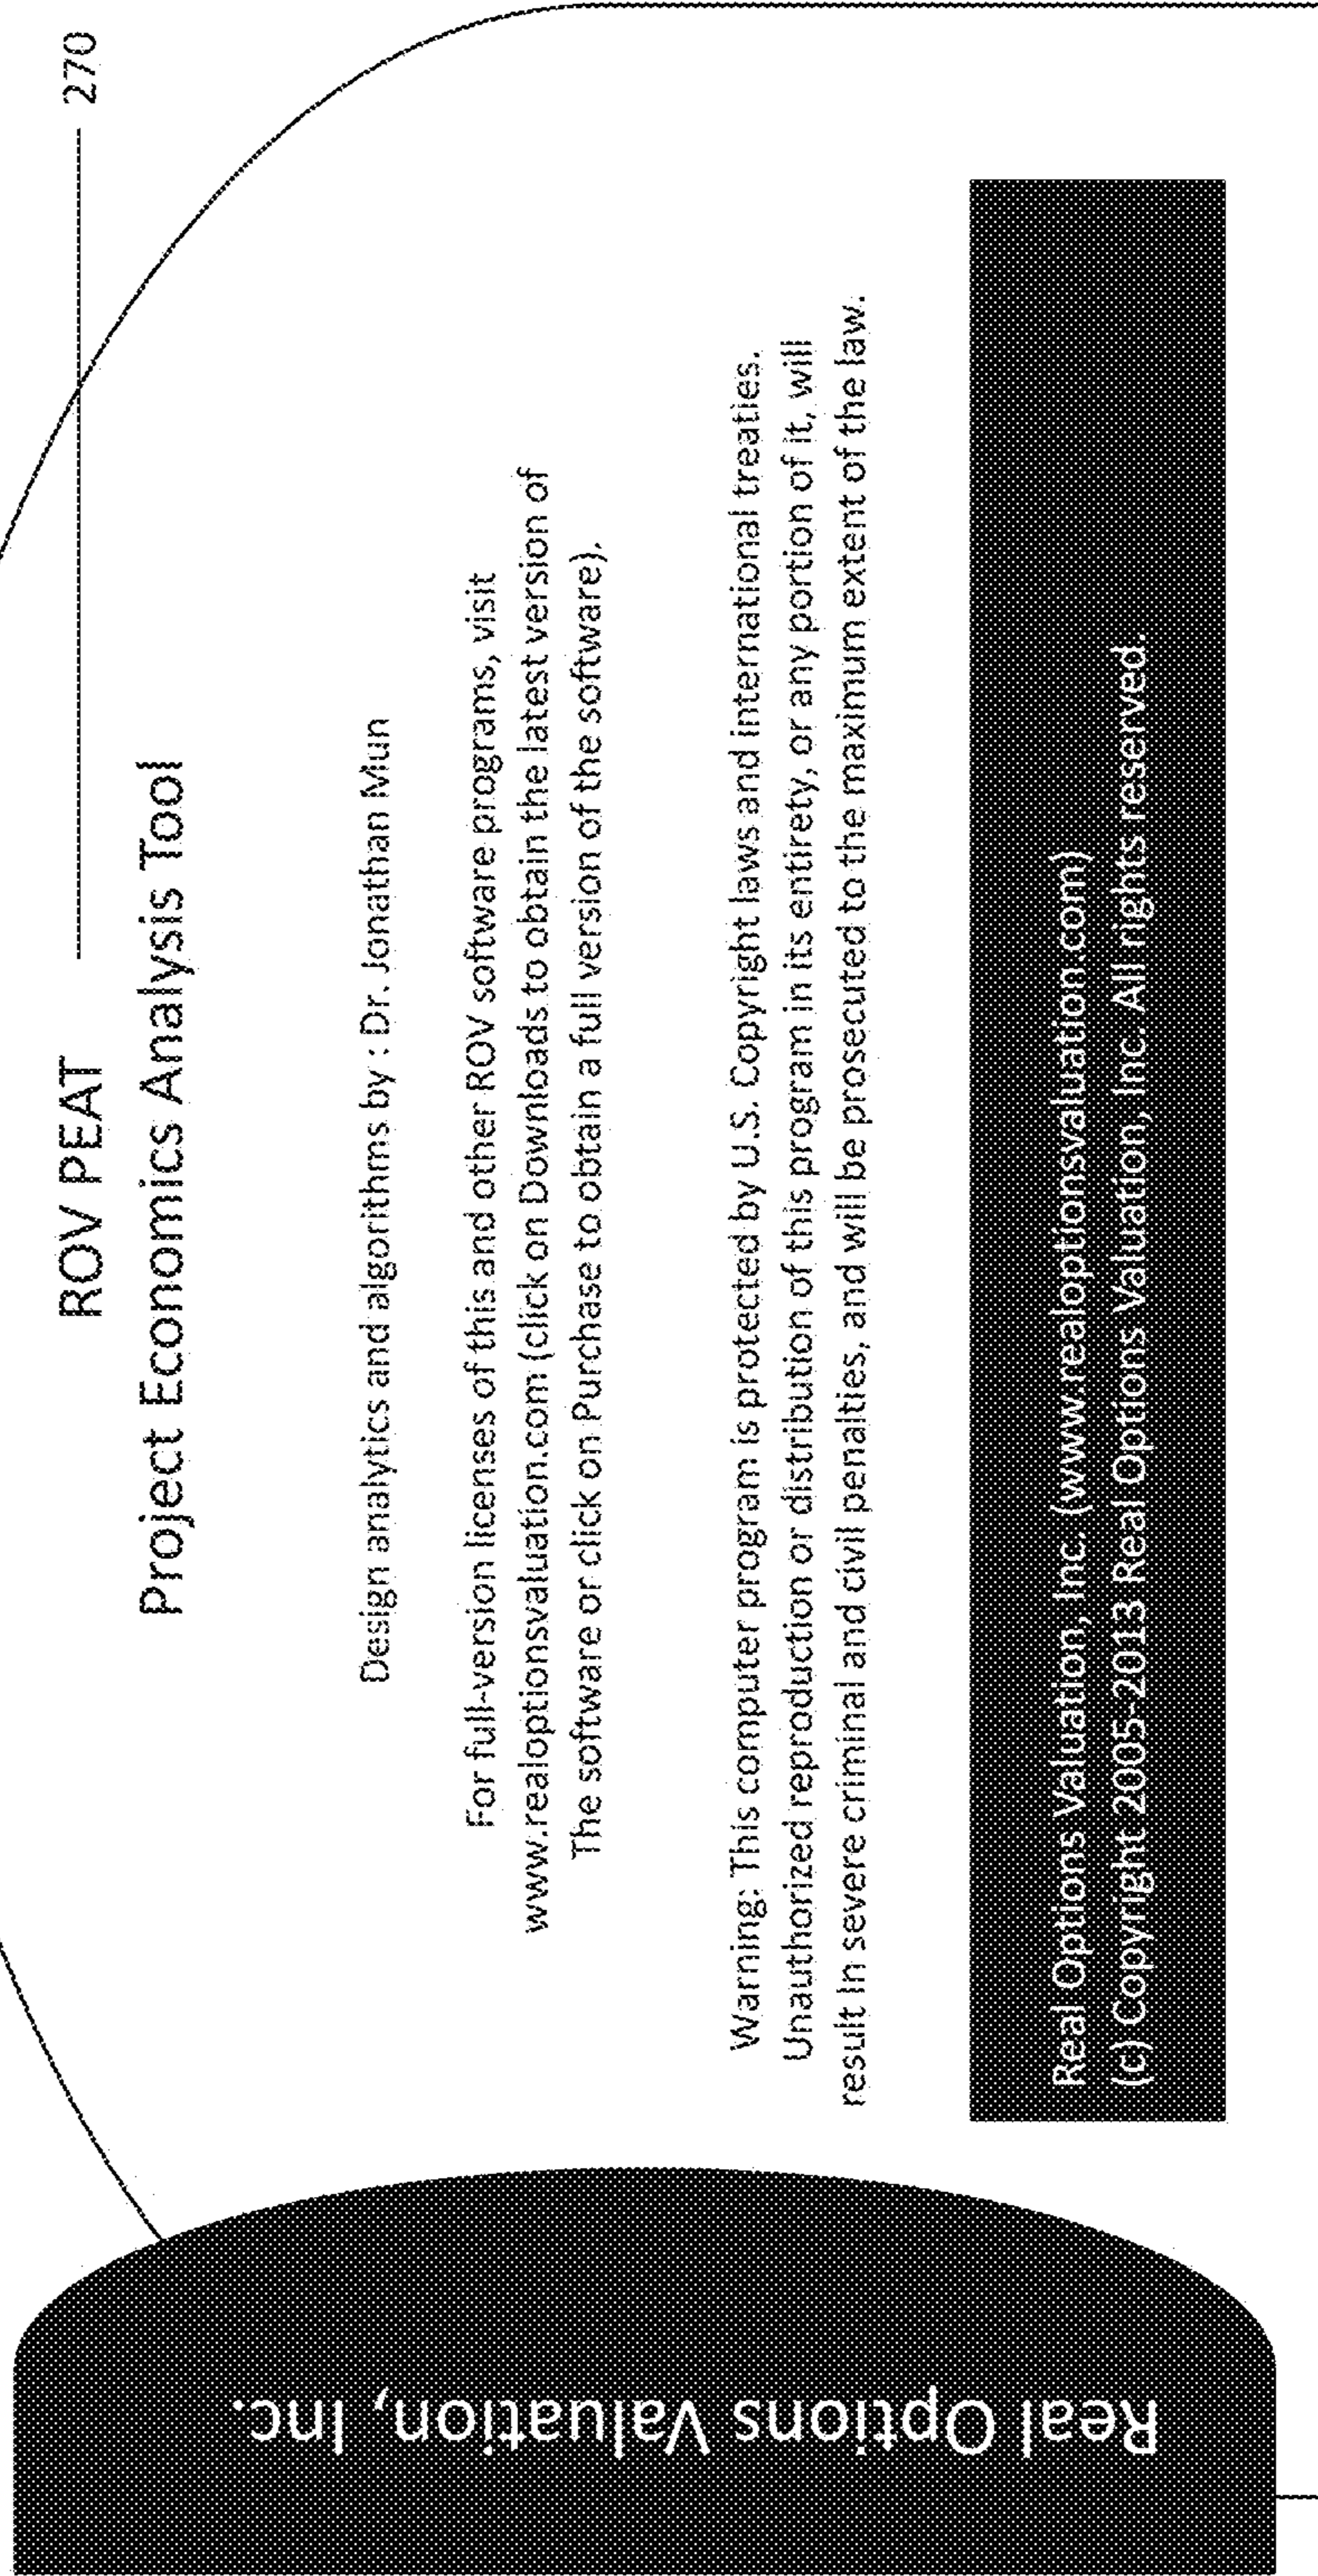 ROV PEAT 270
Project Economics Analysis Tool
Design analytics and algorithms by : Dr. Jonathan Mun
For full-version licenses of this and other ROV software programs, visit
www.realoptionsvaluation.com (click on Downloads to obtain the latest version of
The software or click on Purchase to obtain a full version of the software).
Warning: This computer program is protected by U.S. Copyright laws and international treaties.
Unauthorized reproduction or distribution of this program in its entirety, or any portion of it, will
result in severe criminal and civil penalties, and will be prosecuted to the maximum extent of the law.
Real Options Valuation, Inc. (www.realoptionsvaluation.com)
(c) Copyright 2005-2013 Real Options Valuation, Inc. All rights reserved.
Real Options Valuation, Inc.